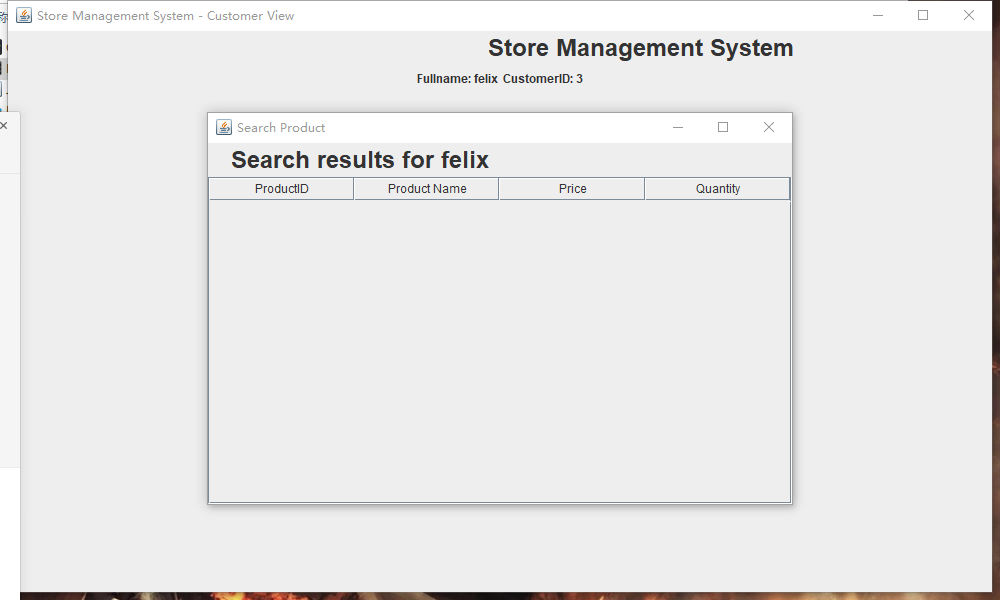 Store Management System - Customer View
Store Management System
Fullname: felix CustomerID: 3
Search Product
Search results for felix
ProductID Product Name Price Quantity